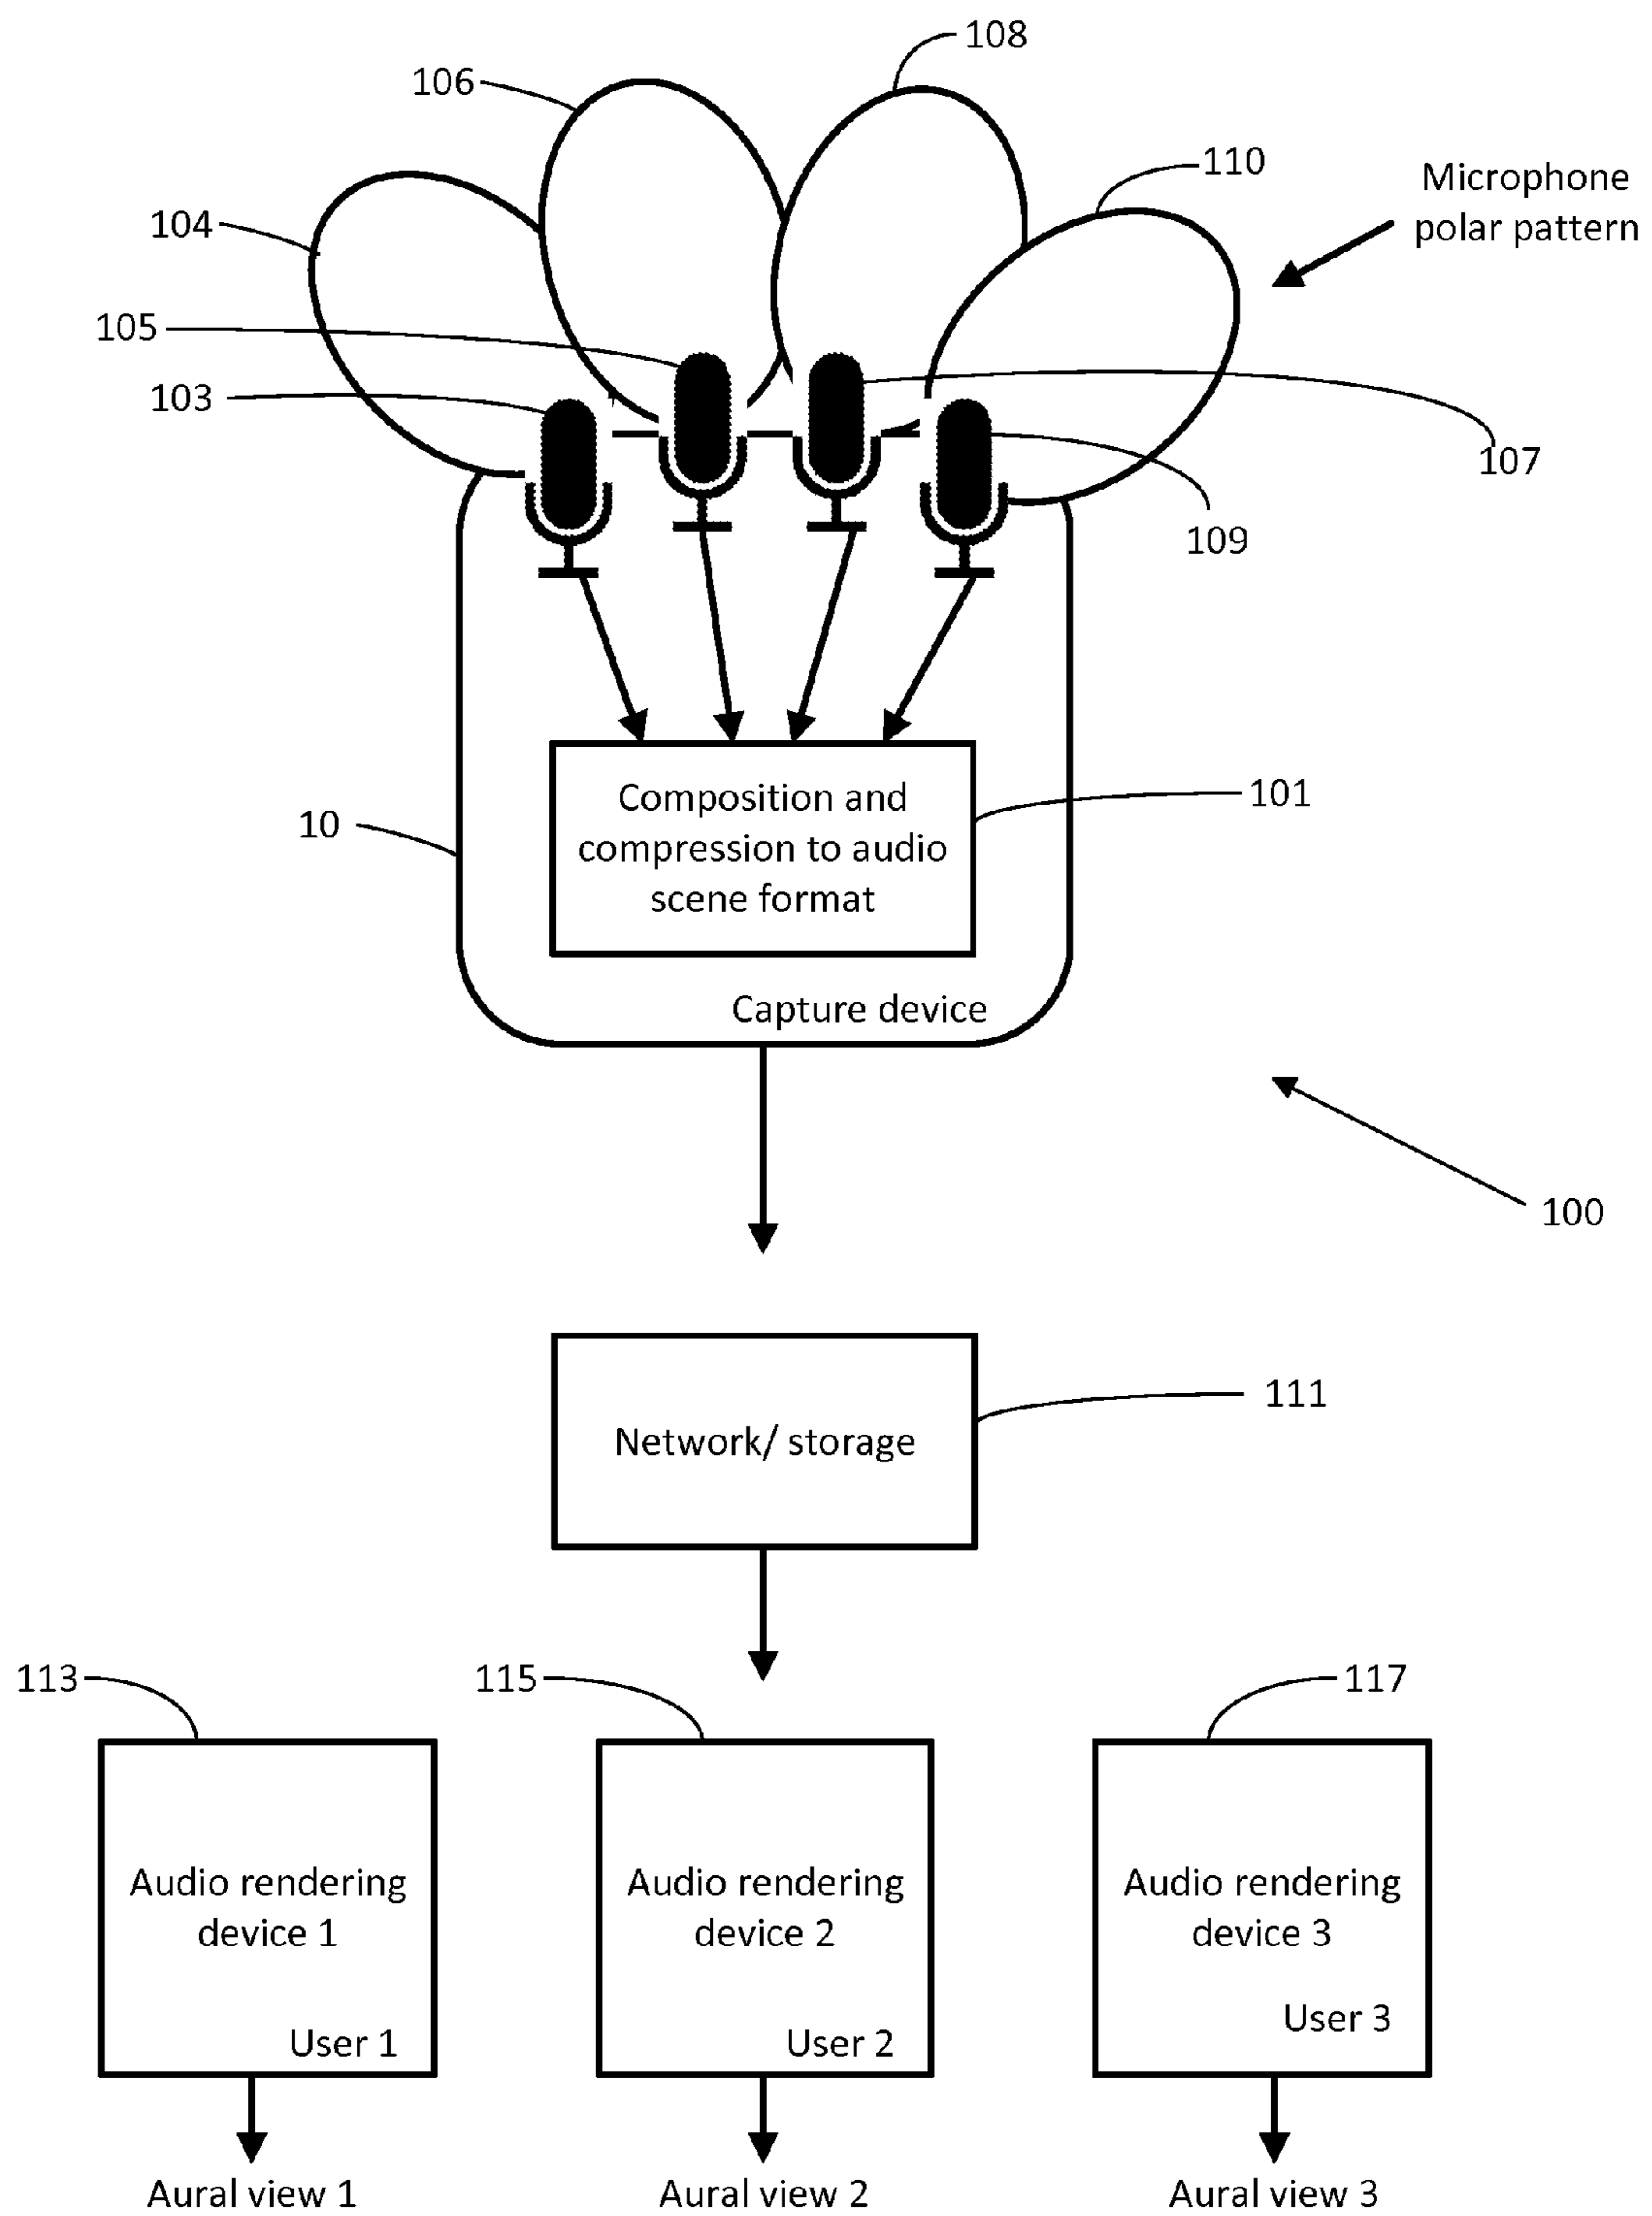 108
106
110
Microphone
polar pattern
104
105
103
107
109
Composition and
compression to audio
scene format
101
10
Capture device
100
Network/ storage
111
113
115
117
Audio rendering
device 1
User 1
Audio rendering
device 2
User 2
Audio rendering
device 3
User 3
Aural view 1
Aural view 2
Aural view 3